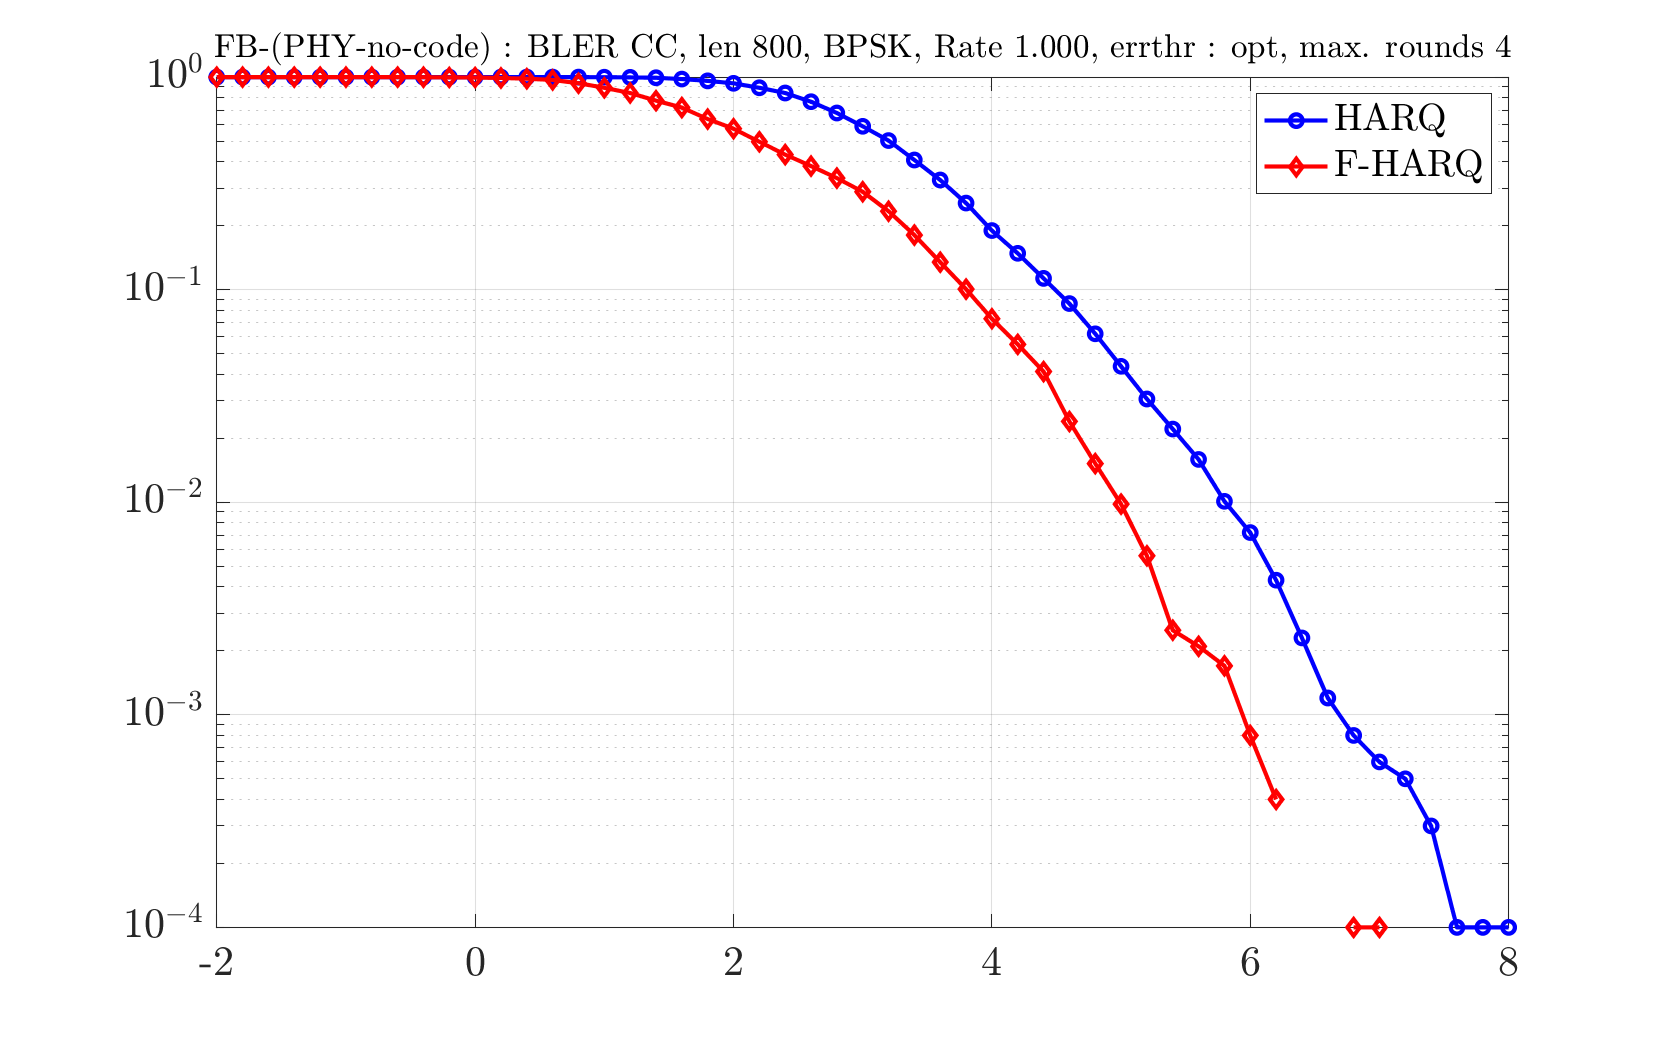 FB-(PHY-no-code) : BLER CC, len 800, BPSK, Rate 1.000, errthr : opt, max. rounds 4
10^0
HARQ
F-HARQ
10^−1
10^−2
10^−3
10^−4
-2 0 2 4 6 8